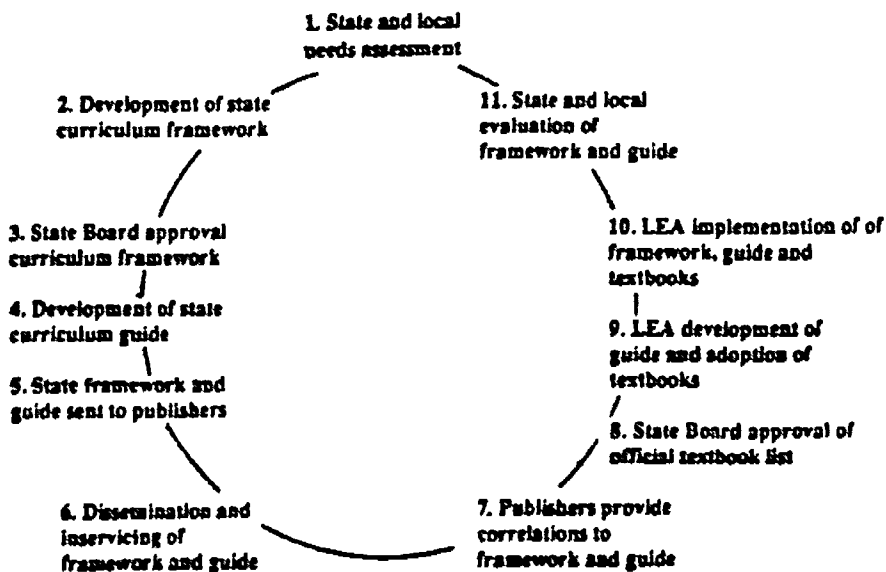 1. State and local
needs assessment
2. Development of state
curriculum framework
3. State Board approval
curriculum framework
4. Development of state
curriculum guide
5. State framework and
guide sent to publishers
6. Dissemination and
inservicing of
framework and guide
7. Publishers provide
correlations to
framework and guide
8. State Board approval of
official textbook list
9. LEA development of
guide and adoption of
textbooks
10. LEA implementation of of
framework, guide and
textbooks
11. State and local
evaluation of
framework and guide